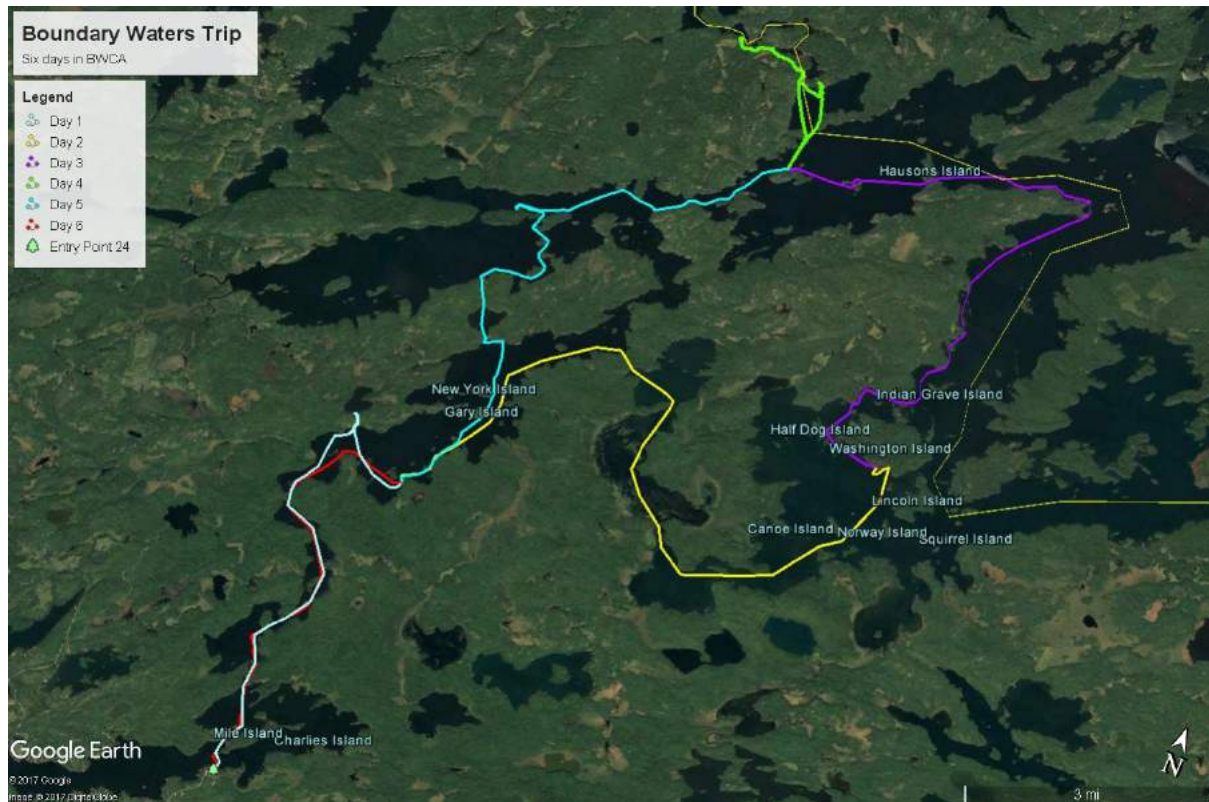 Boundary Waters Trip
Six days in BWCA
Legend
Day 1
Day 2
Day 3
Day 4
Day 5
Day 6
Entry Point 24
Hausons Island
New York Island
Gary Island
Indian Grave Island
Half Dog Island
Washington Island
Lincoln Island
Canoe Island
Norway Island
Squirrel Island
Mile Island
Charlies Island
Google Earth
© 2017 Google
Image © 2017 DigitalGlobe
N
3 mi